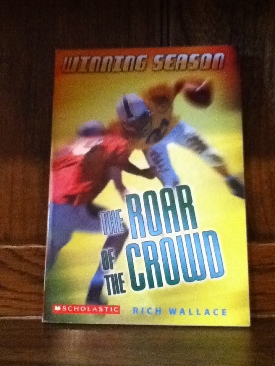 WINNING SEASON
THE ROAR
OF THE CROWD
SCHOLASTIC RICH WALLACE